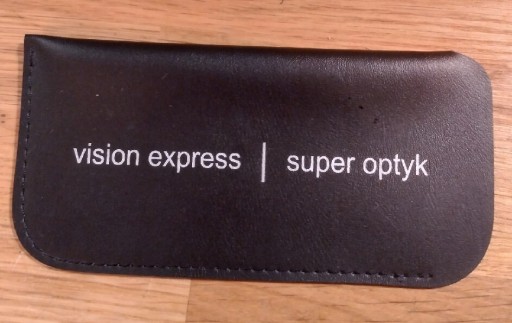 vision express | super optyk